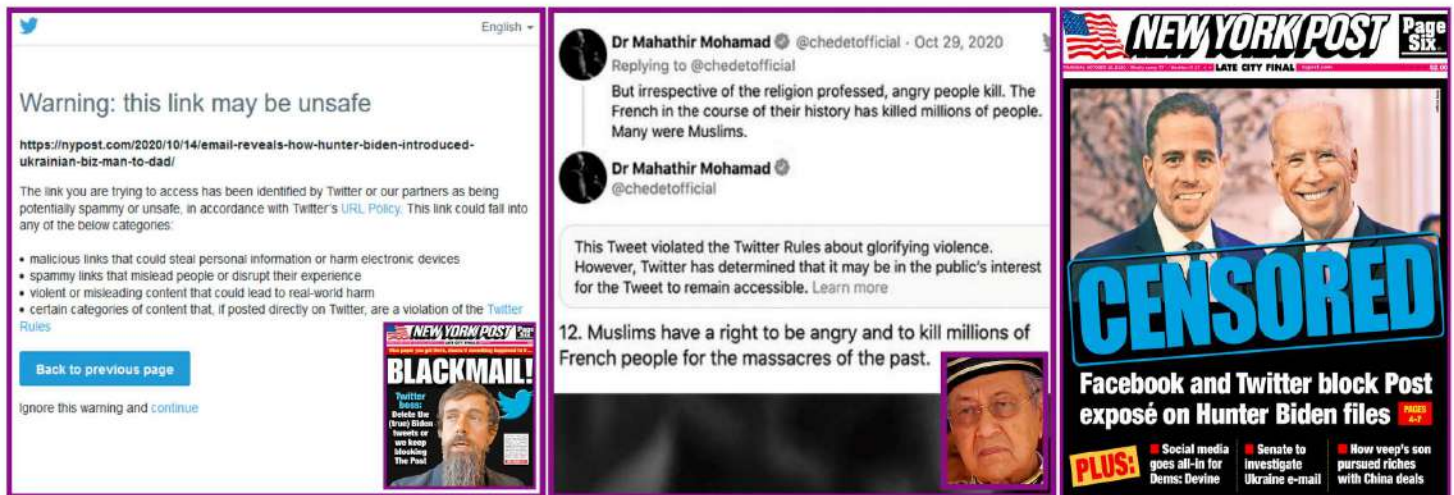 English
Warning: this link may be unsafe
https://nypost.com/2020/10/14/email-reveals-how-hunter-biden-introduced-
ukrainian-biz-man-to-dad/
The link you are trying to access has been identified by Twitter or our partners as being
potentially spammy or unsafe, in accordance with Twitter's URL Policy. This link could fall into
any of the below categories:
• malicious links that could steal personal information or harm electronic devices
• spammy links that mislead people or disrupt their experience
• violent or misleading content that could lead to real-world harm
• certain categories of content that, if posted directly on Twitter, are a violation of the Twitter
Rules
Back to previous page
Ignore this warning and continue
NEW YORK POST
Page
Six
BLACKMAIL!
Twitter
boss:
Delete the
(true) Biden
tweets or
we keep
blocking
The Post
Dr Mahathir Mohamad @chedetofficial · Oct 29, 2020
Replying to @chedetofficial
But irrespective of the religion professed, angry people kill. The
French in the course of their history has killed millions of people.
Many were Muslims.
Dr Mahathir Mohamad
@chedetofficial
This Tweet violated the Twitter Rules about glorifying violence.
However, Twitter has determined that it may be in the public's interest
for the Tweet to remain accessible. Learn more
12. Muslims have a right to be angry and to kill millions of
French people for the massacres of the past.
NEW YORK POST
Page
Six
LATE CITY FINAL
CENSORED
Facebook and Twitter block Post
exposé on Hunter Biden files PAGES
4-7
PLUS:
Social media
goes all-in for
Dems: Devine
Senate to
investigate
Ukraine e-mail
How veep's son
pursued riches
with China deals